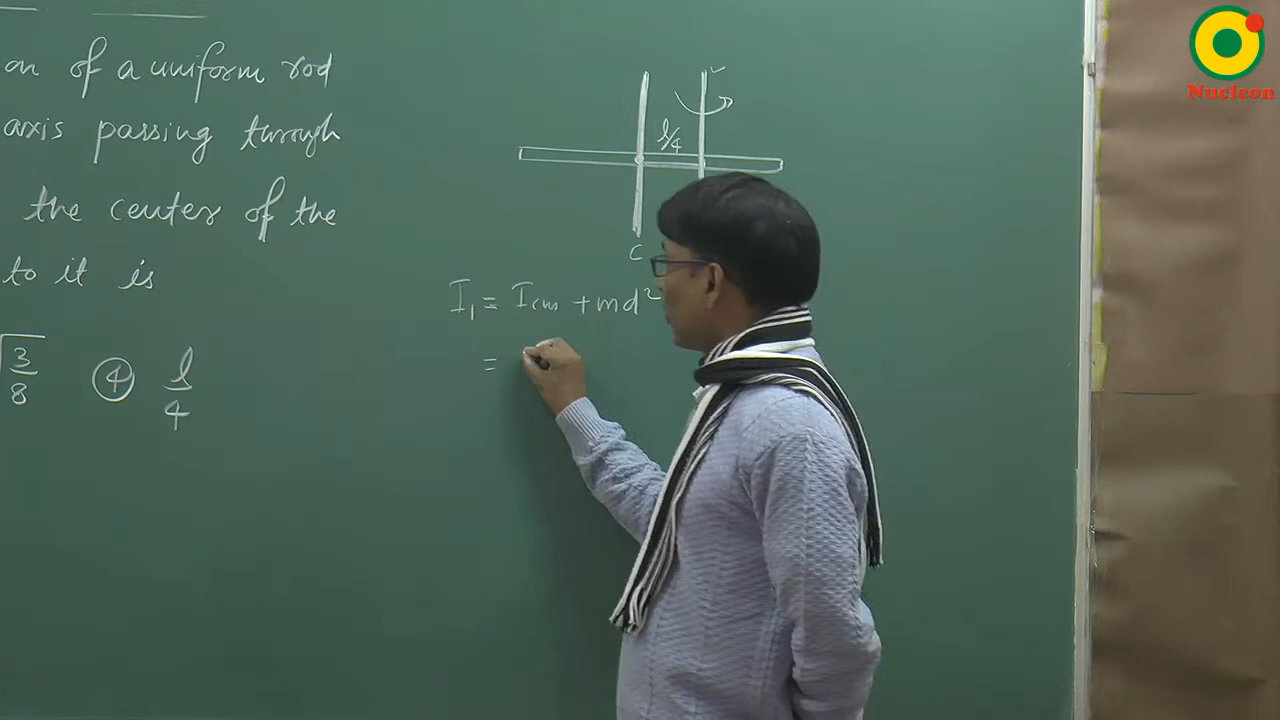 on of a uniform rod
axis passing through
the center of the
to it is
√3/8 ④ l/4
l/4
C
I₁ = Icm + md²
=
Nucleon